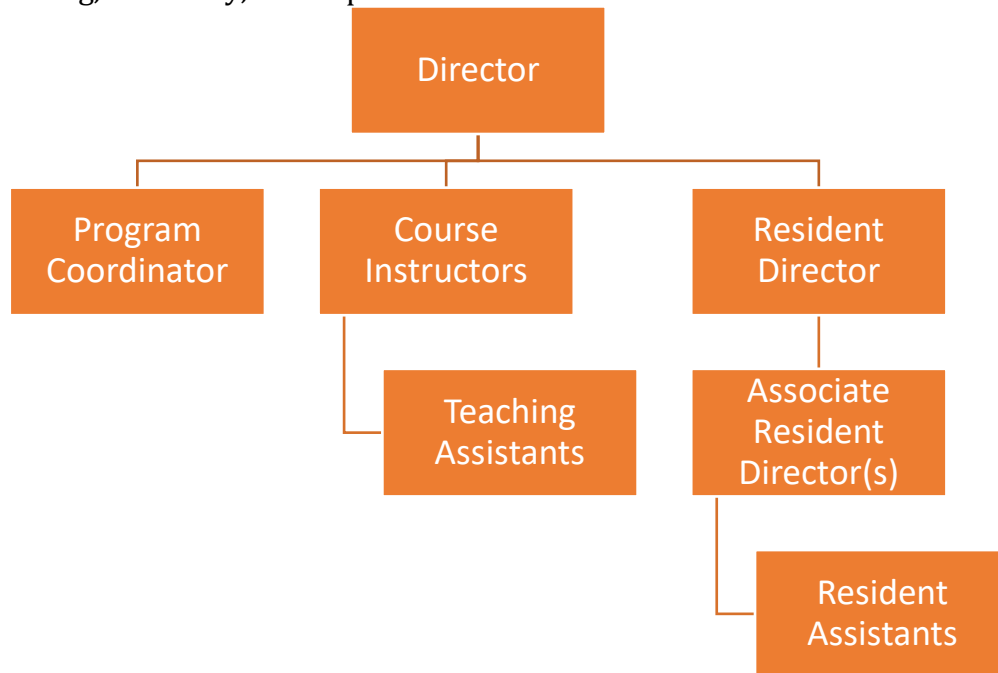 Director
Program
Coordinator
Course
Instructors
Resident
Director
Teaching
Assistants
Associate
Resident
Director(s)
Resident
Assistants